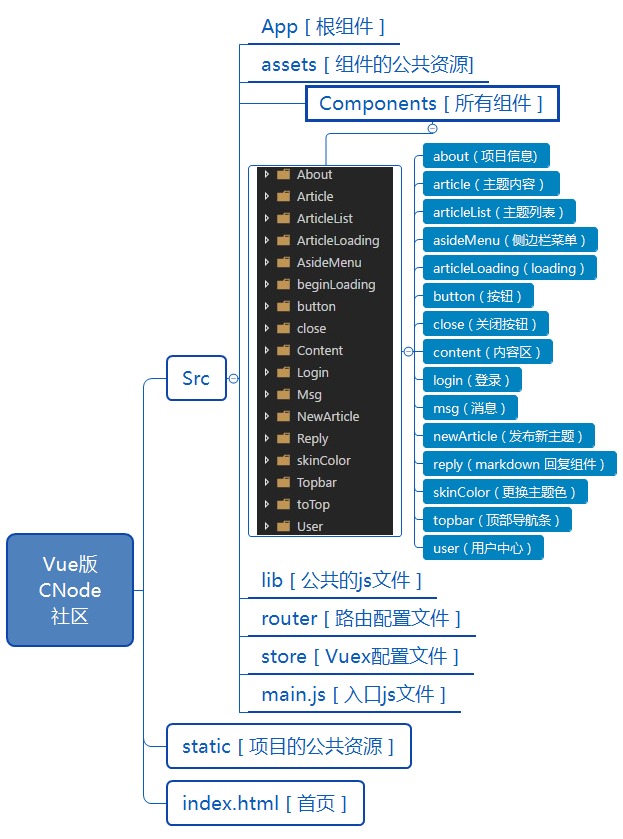 App [ 根组件 ]
assets [ 组件的公共资源]
Components [ 所有组件 ]
About
Article
ArticleList
ArticleLoading
AsideMenu
beginLoading
button
close
Content
Login
Msg
NewArticle
Reply
skinColor
Topbar
toTop
User
about ( 项目信息)
article ( 主题内容 )
articleList ( 主题列表 )
asideMenu ( 侧边栏菜单 )
articleLoading ( loading )
button ( 按钮 )
close ( 关闭按钮 )
content ( 内容区 )
login ( 登录 )
msg ( 消息 )
newArticle ( 发布新主题 )
reply ( markdown 回复组件 )
skinColor ( 更换主题色 )
topbar ( 顶部导航条 )
user ( 用户中心 )
Src
lib [ 公共的js文件 ]
router [ 路由配置文件 ]
store [ Vuex配置文件 ]
main.js [ 入口js文件 ]
Vue版
CNode
社区
static [ 项目的公共资源 ]
index.html [ 首页 ]